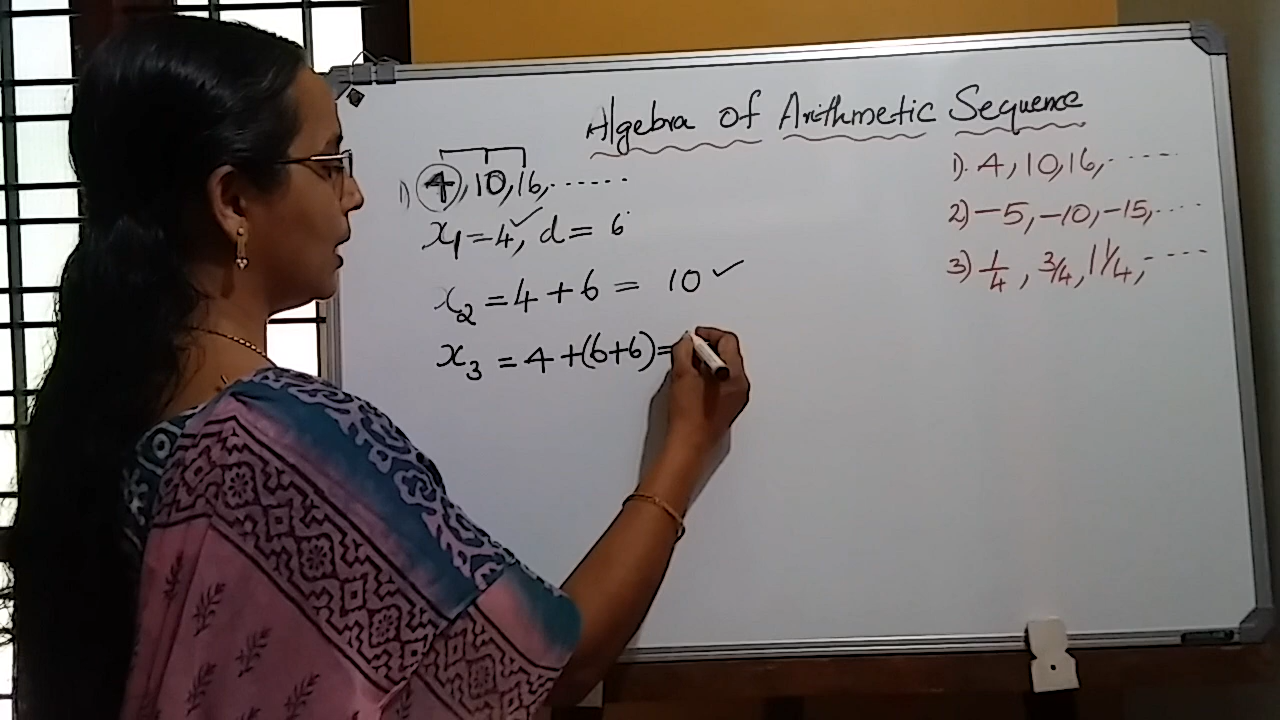 Algebra of Arithmetic Sequence
1) 4, 10, 16, ......
x₁ = 4, ✓ d = 6
x₂ = 4 + 6 = 10 ✓
x₃ = 4 + (6+6) =
1). 4, 10, 16, ......
2) -5, -10, -15, ....
3) 1/4, 3/4, 1 1/4, ----